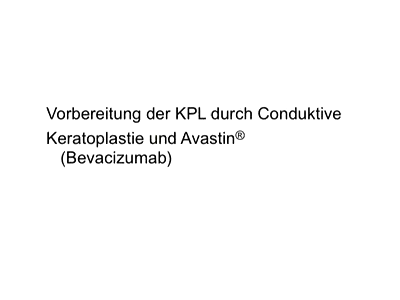 Vorbereitung der KPL durch Conduktive
Keratoplastie und Avastin®
(Bevacizumab)